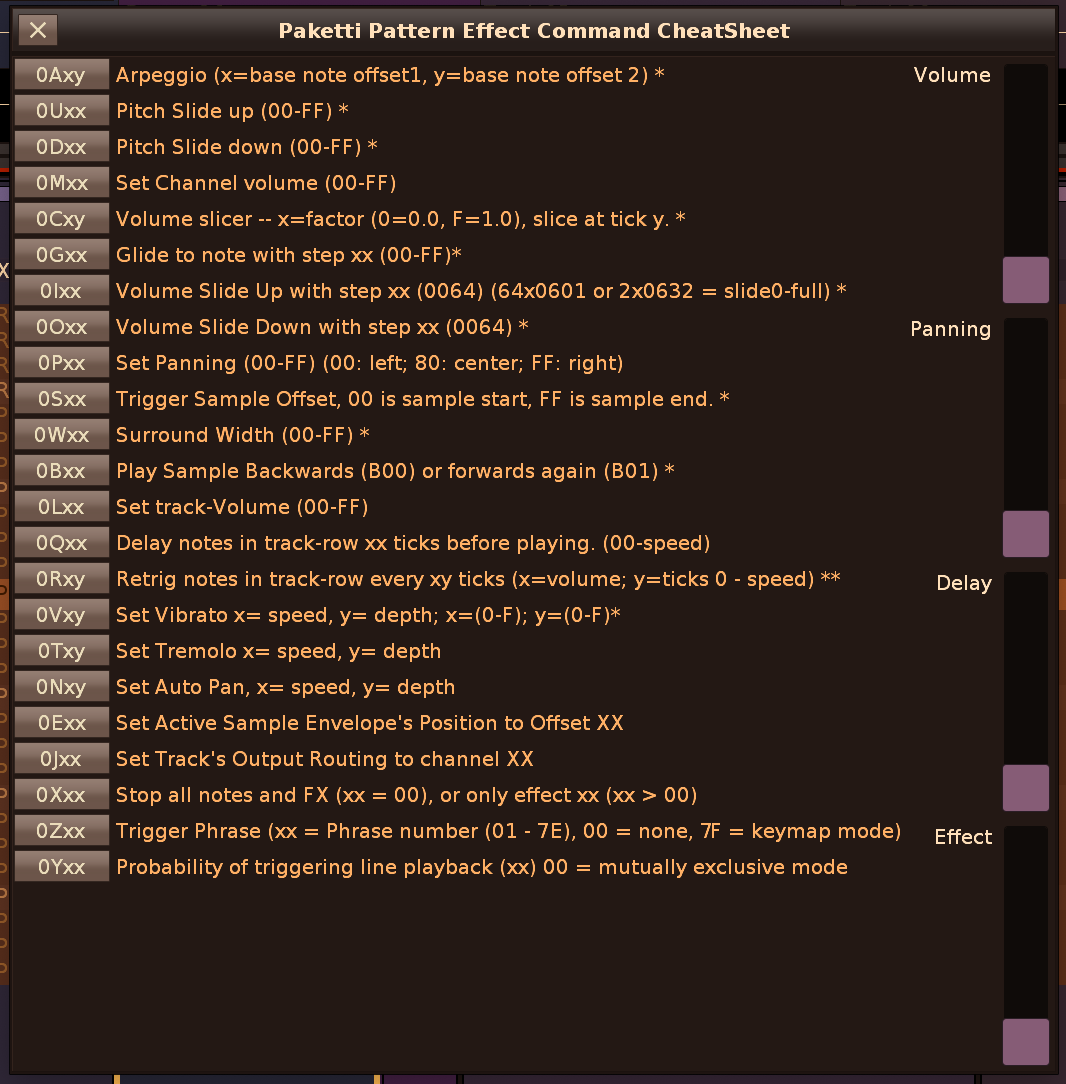 Paketti Pattern Effect Command CheatSheet
0Axy Arpeggio (x=base note offset1, y=base note offset 2) * Volume
0Uxx Pitch Slide up (00-FF) *
0Dxx Pitch Slide down (00-FF) *
0Mxx Set Channel volume (00-FF)
0Cxy Volume slicer -- x=factor (0=0.0, F=1.0), slice at tick y. *
0Gxx Glide to note with step xx (00-FF)*
0Ixx Volume Slide Up with step xx (0064) (64x0601 or 2x0632 = slide0-full) *
0Oxx Volume Slide Down with step xx (0064) * Panning
0Pxx Set Panning (00-FF) (00: left; 80: center; FF: right)
0Sxx Trigger Sample Offset, 00 is sample start, FF is sample end. *
0Wxx Surround Width (00-FF) *
0Bxx Play Sample Backwards (B00) or forwards again (B01) *
0Lxx Set track-Volume (00-FF)
0Qxx Delay notes in track-row xx ticks before playing. (00-speed)
0Rxy Retrig notes in track-row every xy ticks (x=volume; y=ticks 0 - speed) ** Delay
0Vxy Set Vibrato x= speed, y= depth; x=(0-F); y=(0-F)*
0Txy Set Tremolo x= speed, y= depth
0Nxy Set Auto Pan, x= speed, y= depth
0Exx Set Active Sample Envelope's Position to Offset XX
0Jxx Set Track's Output Routing to channel XX
0Xxx Stop all notes and FX (xx = 00), or only effect xx (xx > 00)
0Zxx Trigger Phrase (xx = Phrase number (01 - 7E), 00 = none, 7F = keymap mode) Effect
0Yxx Probability of triggering line playback (xx) 00 = mutually exclusive mode